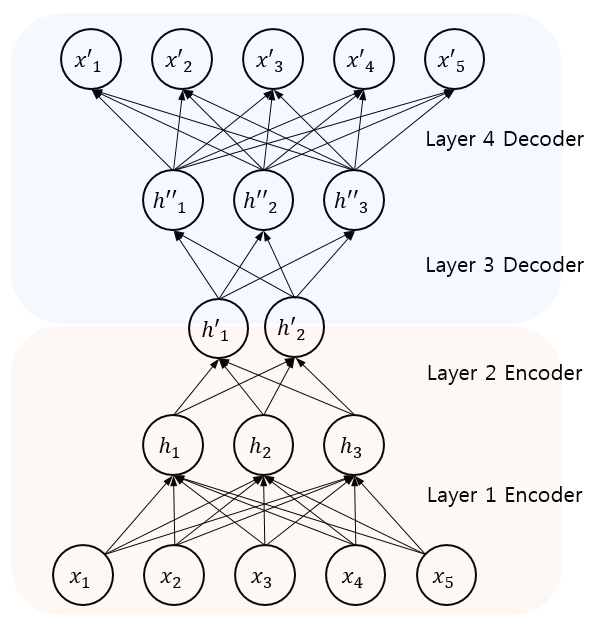 x′₁ x′₂ x′₃ x′₄ x′₅
Layer 4 Decoder
h″₁ h″₂ h″₃
Layer 3 Decoder
h′₁ h′₂
Layer 2 Encoder
h₁ h₂ h₃
Layer 1 Encoder
x₁ x₂ x₃ x₄ x₅